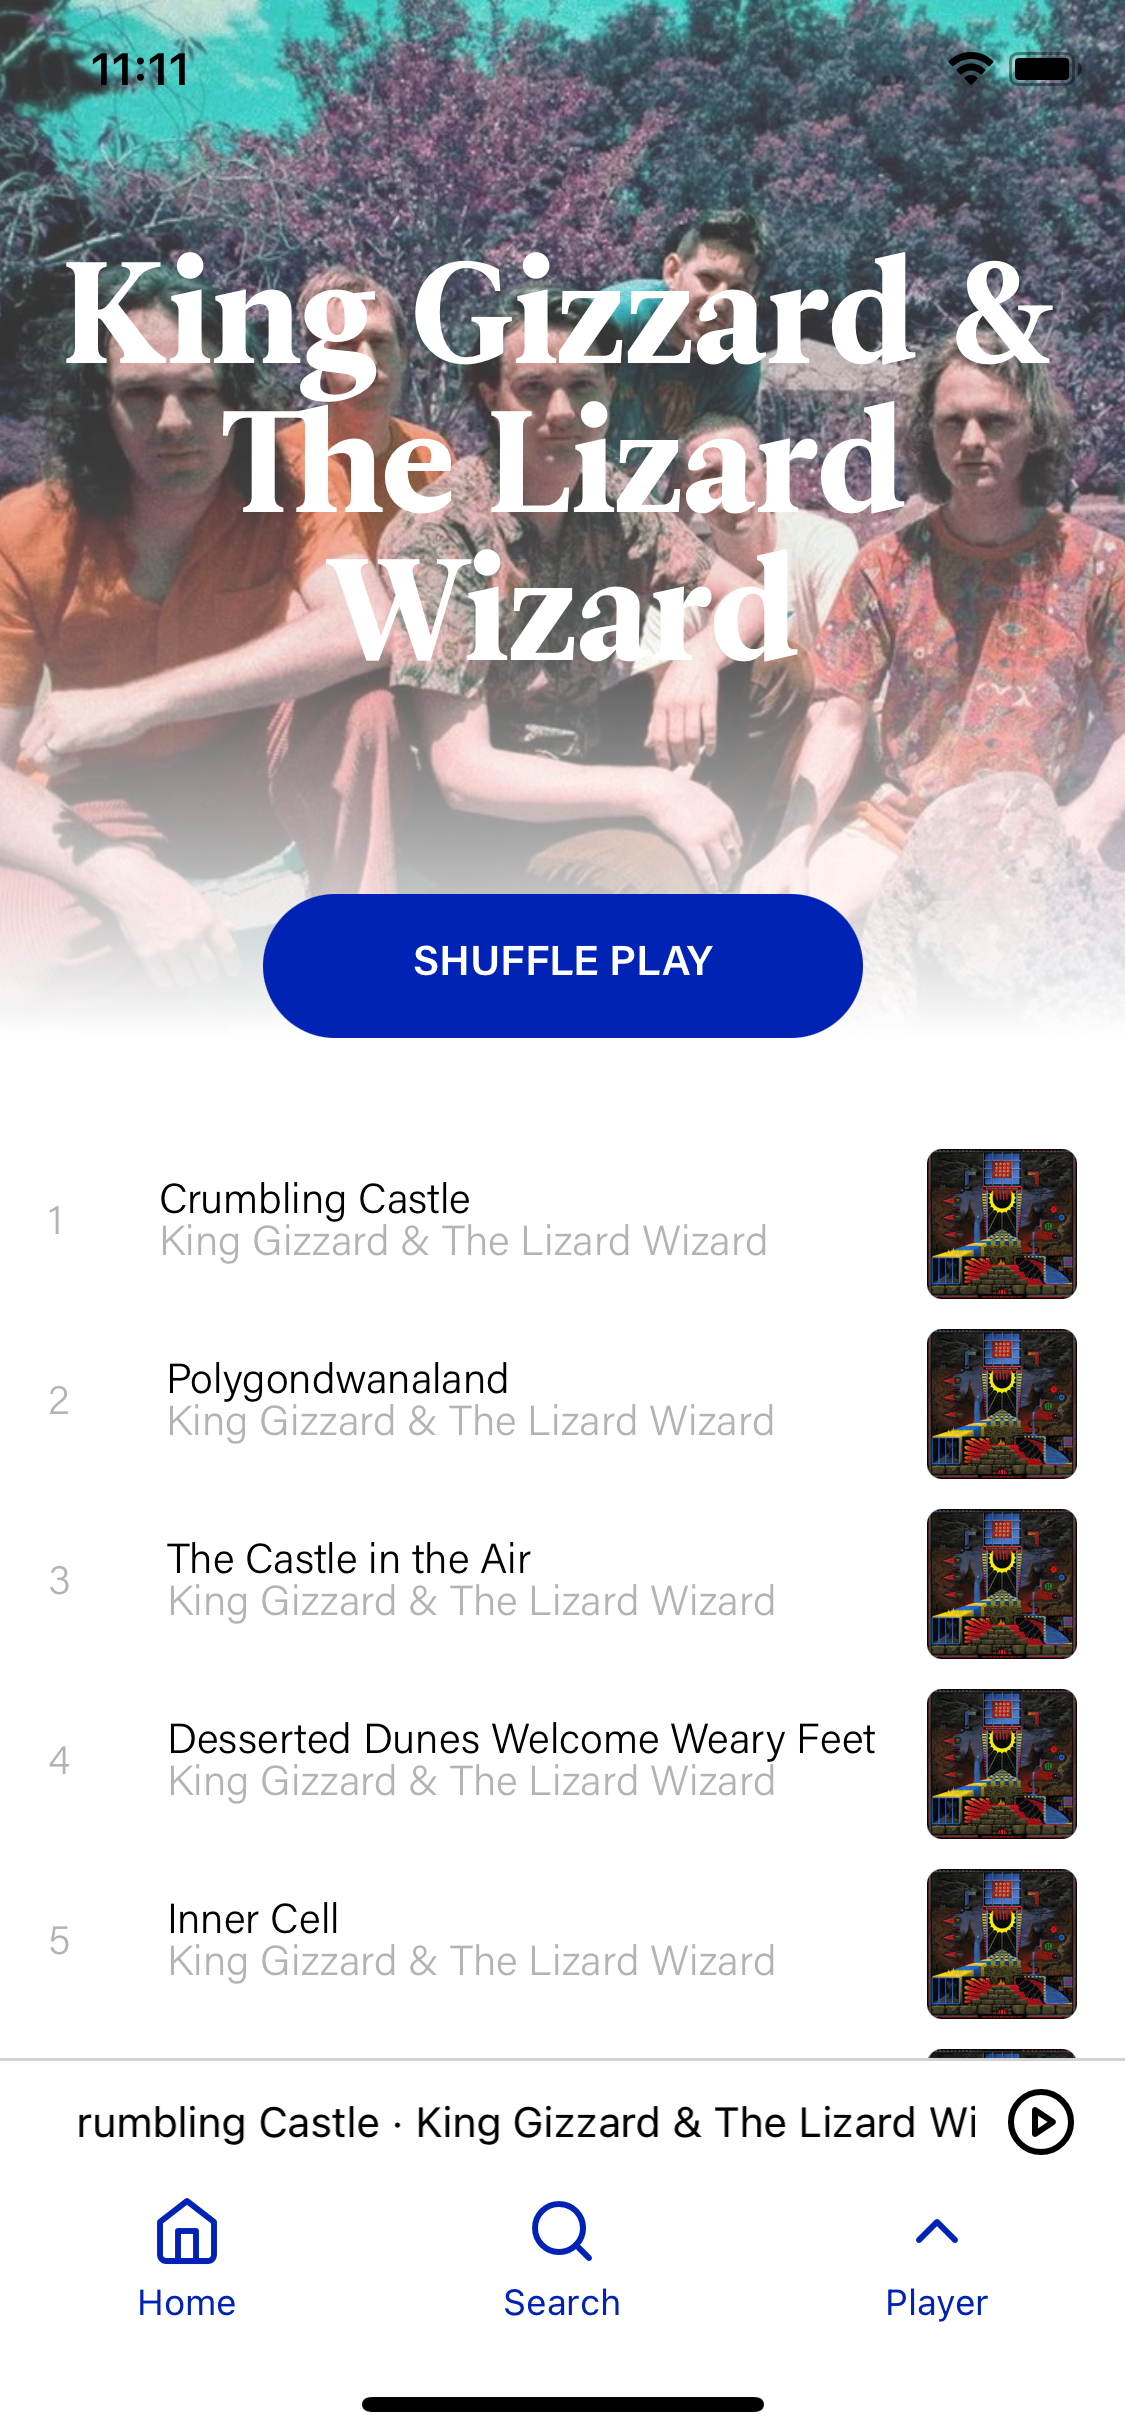 11:11
King Gizzard &
The Lizard
Wizard
SHUFFLE PLAY
1
Crumbling Castle
King Gizzard & The Lizard Wizard
2
Polygondwanaland
King Gizzard & The Lizard Wizard
3
The Castle in the Air
King Gizzard & The Lizard Wizard
4
Desserted Dunes Welcome Weary Feet
King Gizzard & The Lizard Wizard
5
Inner Cell
King Gizzard & The Lizard Wizard
rumbling Castle · King Gizzard & The Lizard Wi
Home
Search
Player